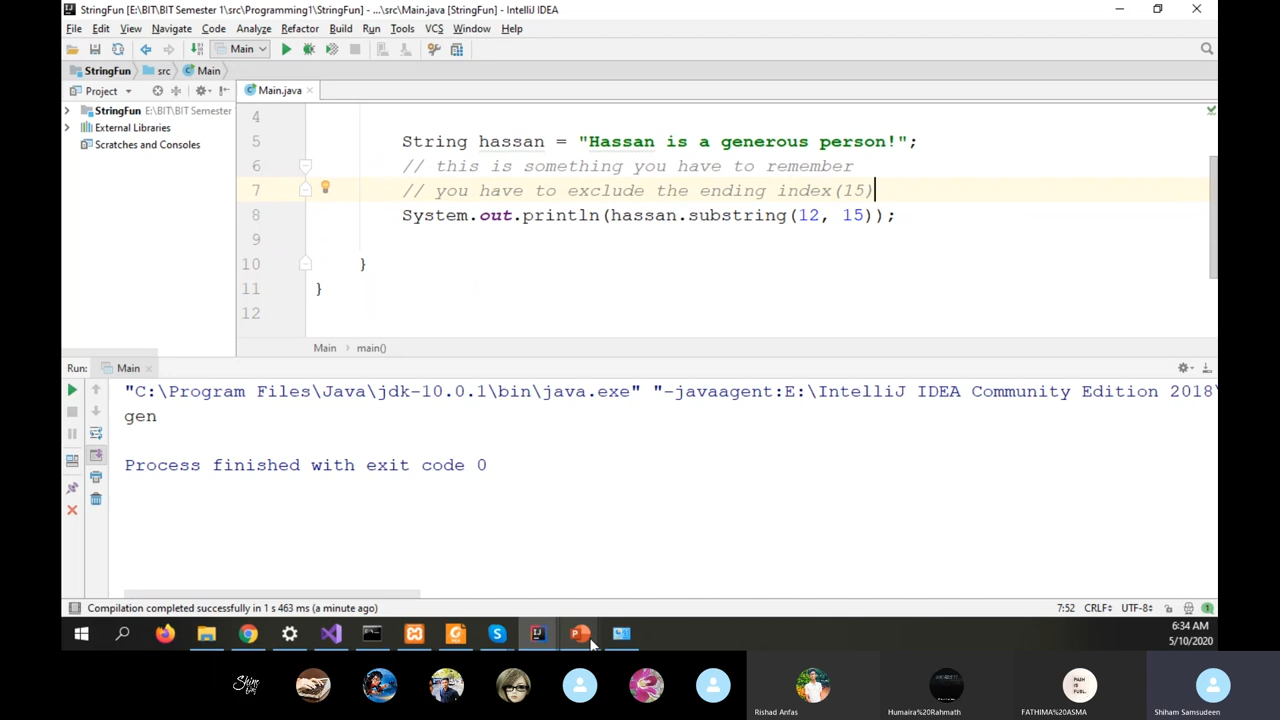 StringFun [E:\BIT\BIT Semester 1\src\Programming1\StringFun] - ...\src\Main.java [StringFun] - IntelliJ IDEA
File Edit View Navigate Code Analyze Refactor Build Run Tools VCS Window Help
Main
StringFun src Main
Project
Main.java
StringFun E:\BIT\BIT Semester
External Libraries
Scratches and Consoles
4
5 String hassan = "Hassan is a generous person!";
6 // this is something you have to remember
7 // you have to exclude the ending index(15)
8 System.out.println(hassan.substring(12, 15));
9
10 }
11 }
12
Main main()
Run: Main
"C:\Program Files\Java\jdk-10.0.1\bin\java.exe" "-javaagent:E:\IntelliJ IDEA Community Edition 2018\
gen
Process finished with exit code 0
Compilation completed successfully in 1 s 463 ms (a minute ago)
7:52 CRLF UTF-8 1
6:34 AM
5/10/2020
Rishad Anfas
Humaira%20Rahmath
FATHIMA%20ASMA
Shiham Samsudeen